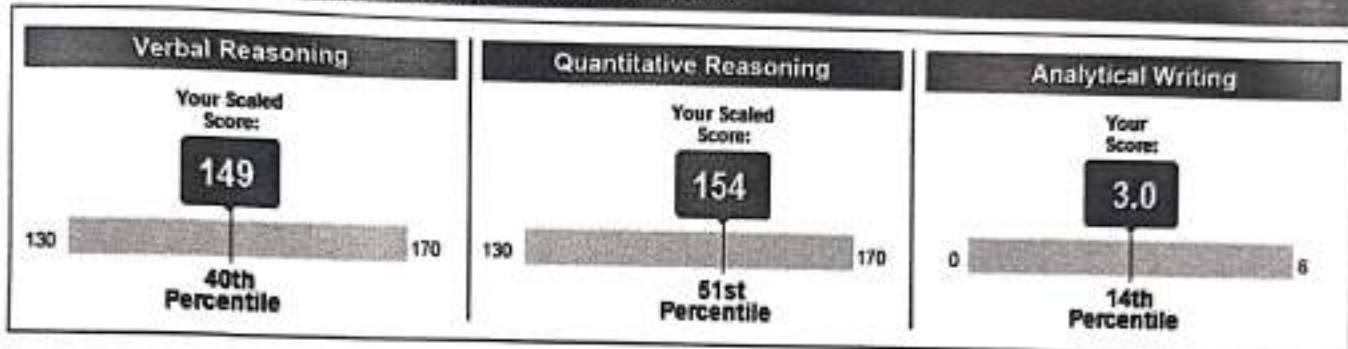 Verbal Reasoning
Your Scaled
Score:
149
130
170
40th
Percentile
Quantitative Reasoning
Your Scaled
Score:
154
130
170
51st
Percentile
Analytical Writing
Your
Score:
3.0
0
6
14th
Percentile